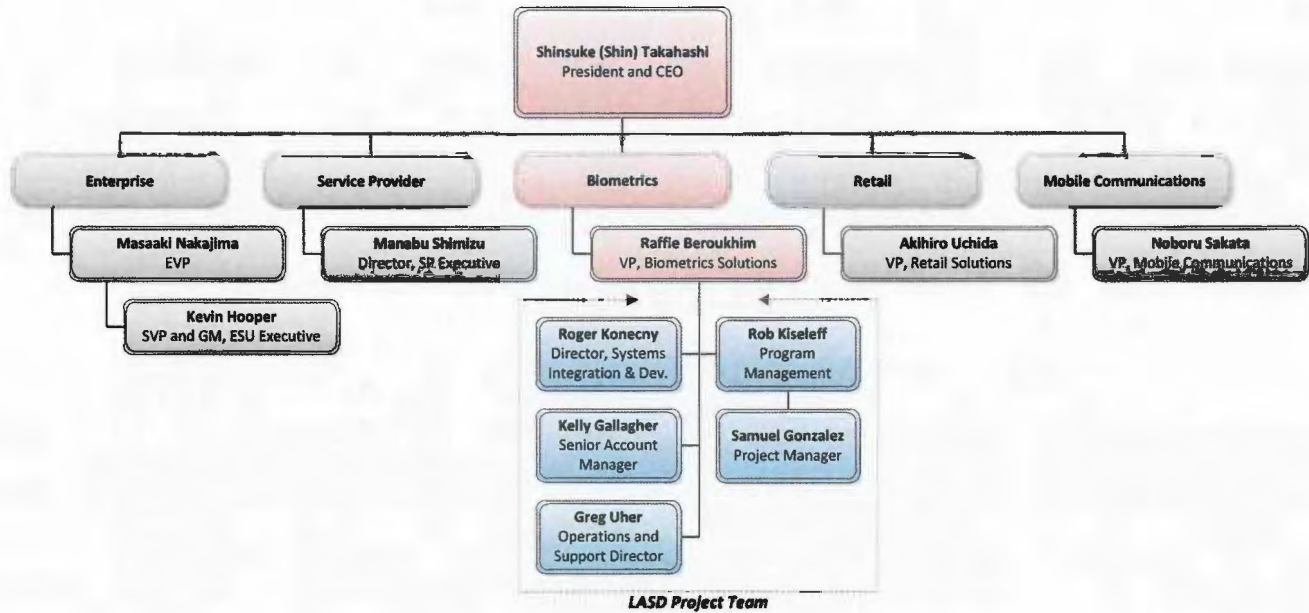 Shinsuke (Shin) Takahashi
President and CEO
Enterprise
Service Provider
Biometrics
Retail
Mobile Communications
Masaaki Nakajima
EVP
Manabu Shimizu
Director, SP Executive
Raffie Beroukhim
VP, Biometrics Solutions
Akihiro Uchida
VP, Retail Solutions
Noboru Sakata
VP, Mobile Communications
Kevin Hooper
SVP and GM, ESU Executive
Roger Konecny
Director, Systems
Integration & Dev.
Rob Kiseleff
Program
Management
Kelly Gallagher
Senior Account
Manager
Samuel Gonzalez
Project Manager
Greg Uher
Operations and
Support Director
LASD Project Team